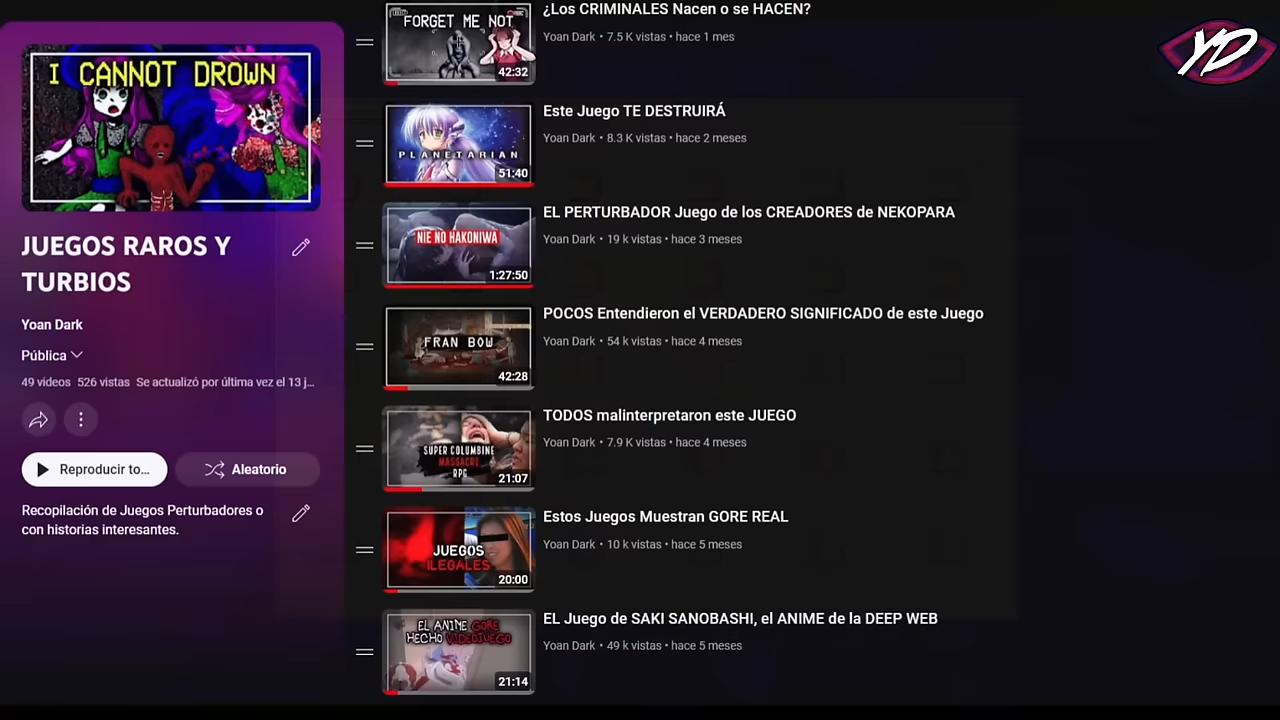 I CANNOT DROWN
JUEGOS RAROS Y
TURBIOS
Yoan Dark
Pública
49 videos 526 vistas Se actualizó por última vez el 13 j…
Reproducir to…
Aleatorio
Recopilación de Juegos Perturbadores o
con historias interesantes.
FORGET ME NOT
42:32
¿Los CRIMINALES Nacen o se HACEN?
Yoan Dark • 7.5 K vistas • hace 1 mes
PLANETARIAN
51:40
Este Juego TE DESTRUIRÁ
Yoan Dark • 8.3 K vistas • hace 2 meses
NIE NO HAKONIWA
1:27:50
EL PERTURBADOR Juego de los CREADORES de NEKOPARA
Yoan Dark • 19 k vistas • hace 3 meses
FRAN BOW
42:28
POCOS Entendieron el VERDADERO SIGNIFICADO de este Juego
Yoan Dark • 54 k vistas • hace 4 meses
SUPER COLUMBINE
MASSACRE
RPG
21:07
TODOS malinterpretaron este JUEGO
Yoan Dark • 7.9 K vistas • hace 4 meses
JUEGOS
ILEGALES
20:00
Estos Juegos Muestran GORE REAL
Yoan Dark • 10 k vistas • hace 5 meses
EL ANIME GORE
HECHO VIDEOJUEGO
21:14
EL Juego de SAKI SANOBASHI, el ANIME de la DEEP WEB
Yoan Dark • 49 k vistas • hace 5 meses
YD